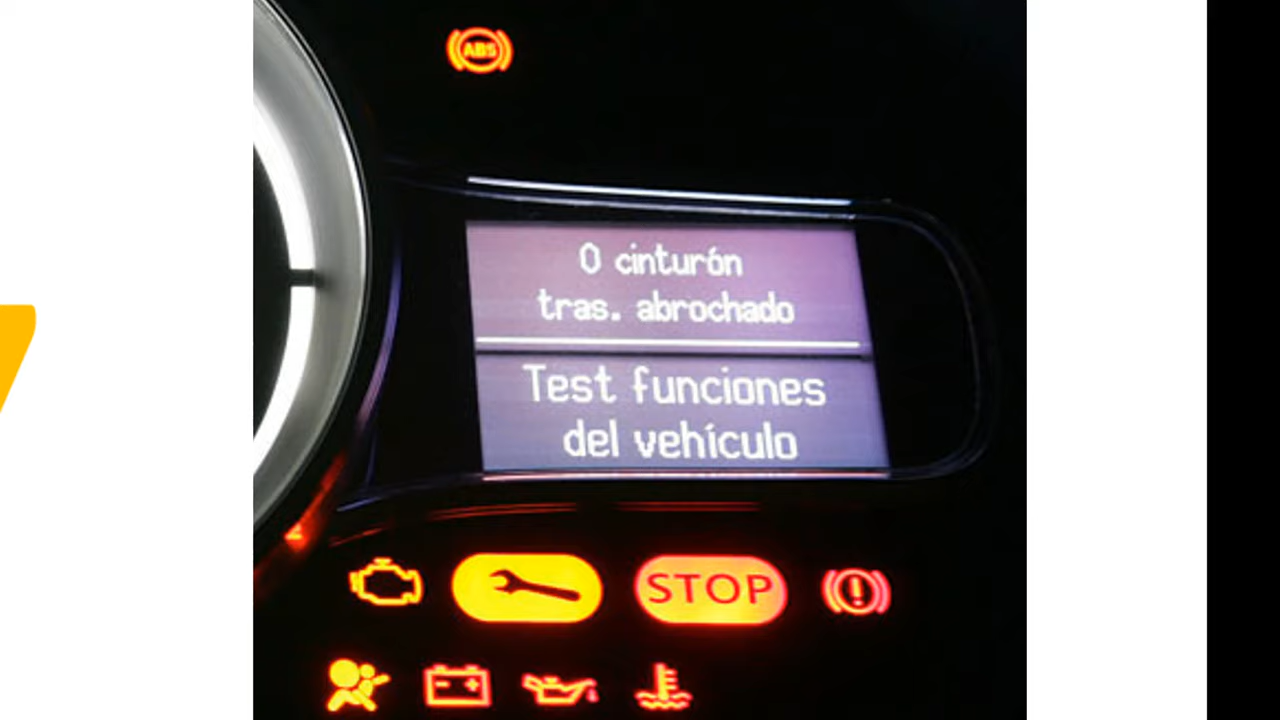 ABS
0 cinturón
tras. abrochado
Test funciones
del vehículo
STOP